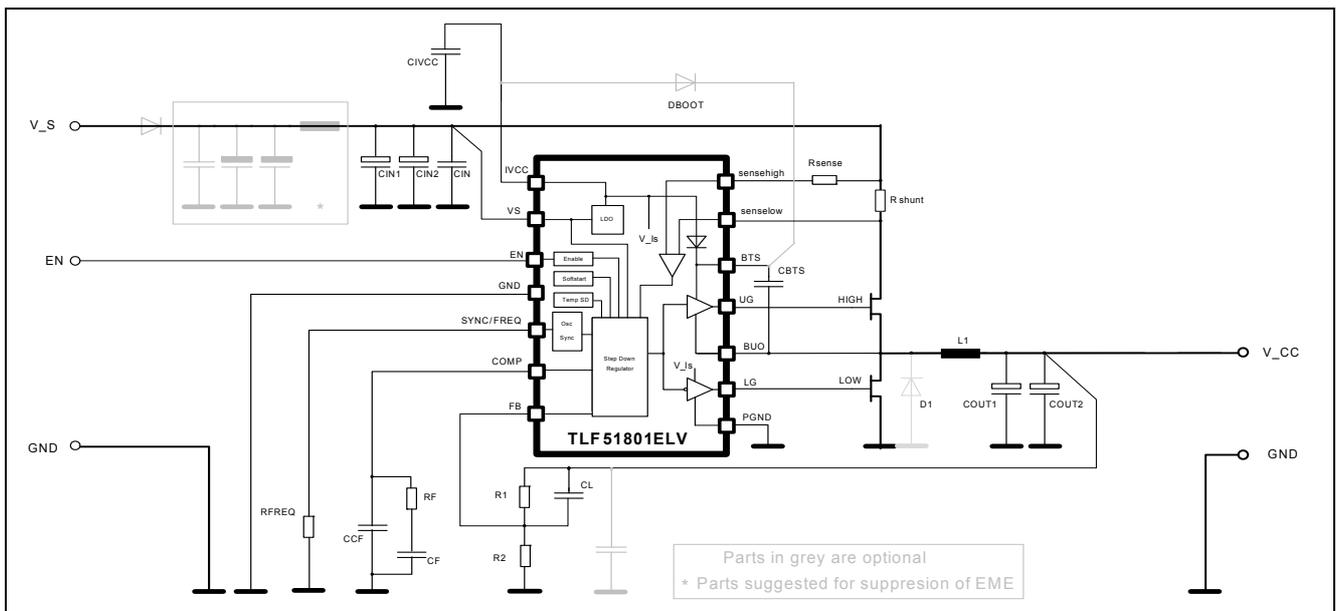 CIVCC
DBOOT
V_S
CIN1
CIN2
CIN
*
IVCC
sensehigh
Rsense
R shunt
LDO
VS
senselow
V_Is
EN
EN
Enable
BTS
CBTS
Softstart
GND
Temp SD
UG
HIGH
SYNC/FREQ
Osc
Sync
Step Down
Regulator
BUO
L1
V_CC
COMP
V_Is
LG
LOW
D1
COUT1
COUT2
FB
PGND
TLF51801ELV
GND
GND
RFREQ
CCF
RF
CF
R1
CL
R2
Parts in grey are optional
* Parts suggested for suppresion of EME